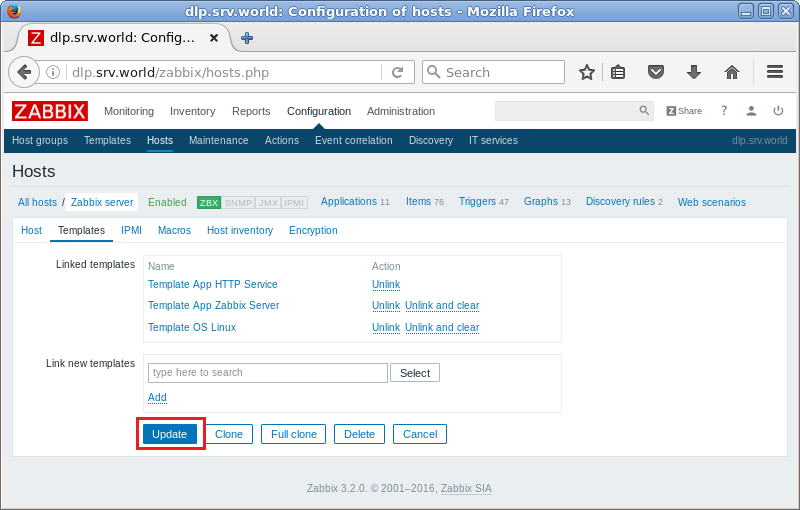 dlp.srv.world: Configuration of hosts - Mozilla Firefox
Z dlp.srv.world: Config...
dlp.srv.world/zabbix/hosts.php Search
ZABBIX Monitoring Inventory Reports Configuration Administration Z Share ?
Host groups Templates Hosts Maintenance Actions Event correlation Discovery IT services dlp.srv.world
Hosts
All hosts / Zabbix server Enabled ZBX SNMP JMX IPMI Applications 11 Items 76 Triggers 47 Graphs 13 Discovery rules 2 Web scenarios
Host Templates IPMI Macros Host inventory Encryption
Linked templates Name Action
Template App HTTP Service Unlink
Template App Zabbix Server Unlink Unlink and clear
Template OS Linux Unlink Unlink and clear
Link new templates
type here to search Select
Add
Update Clone Full clone Delete Cancel
Zabbix 3.2.0. © 2001–2016, Zabbix SIA